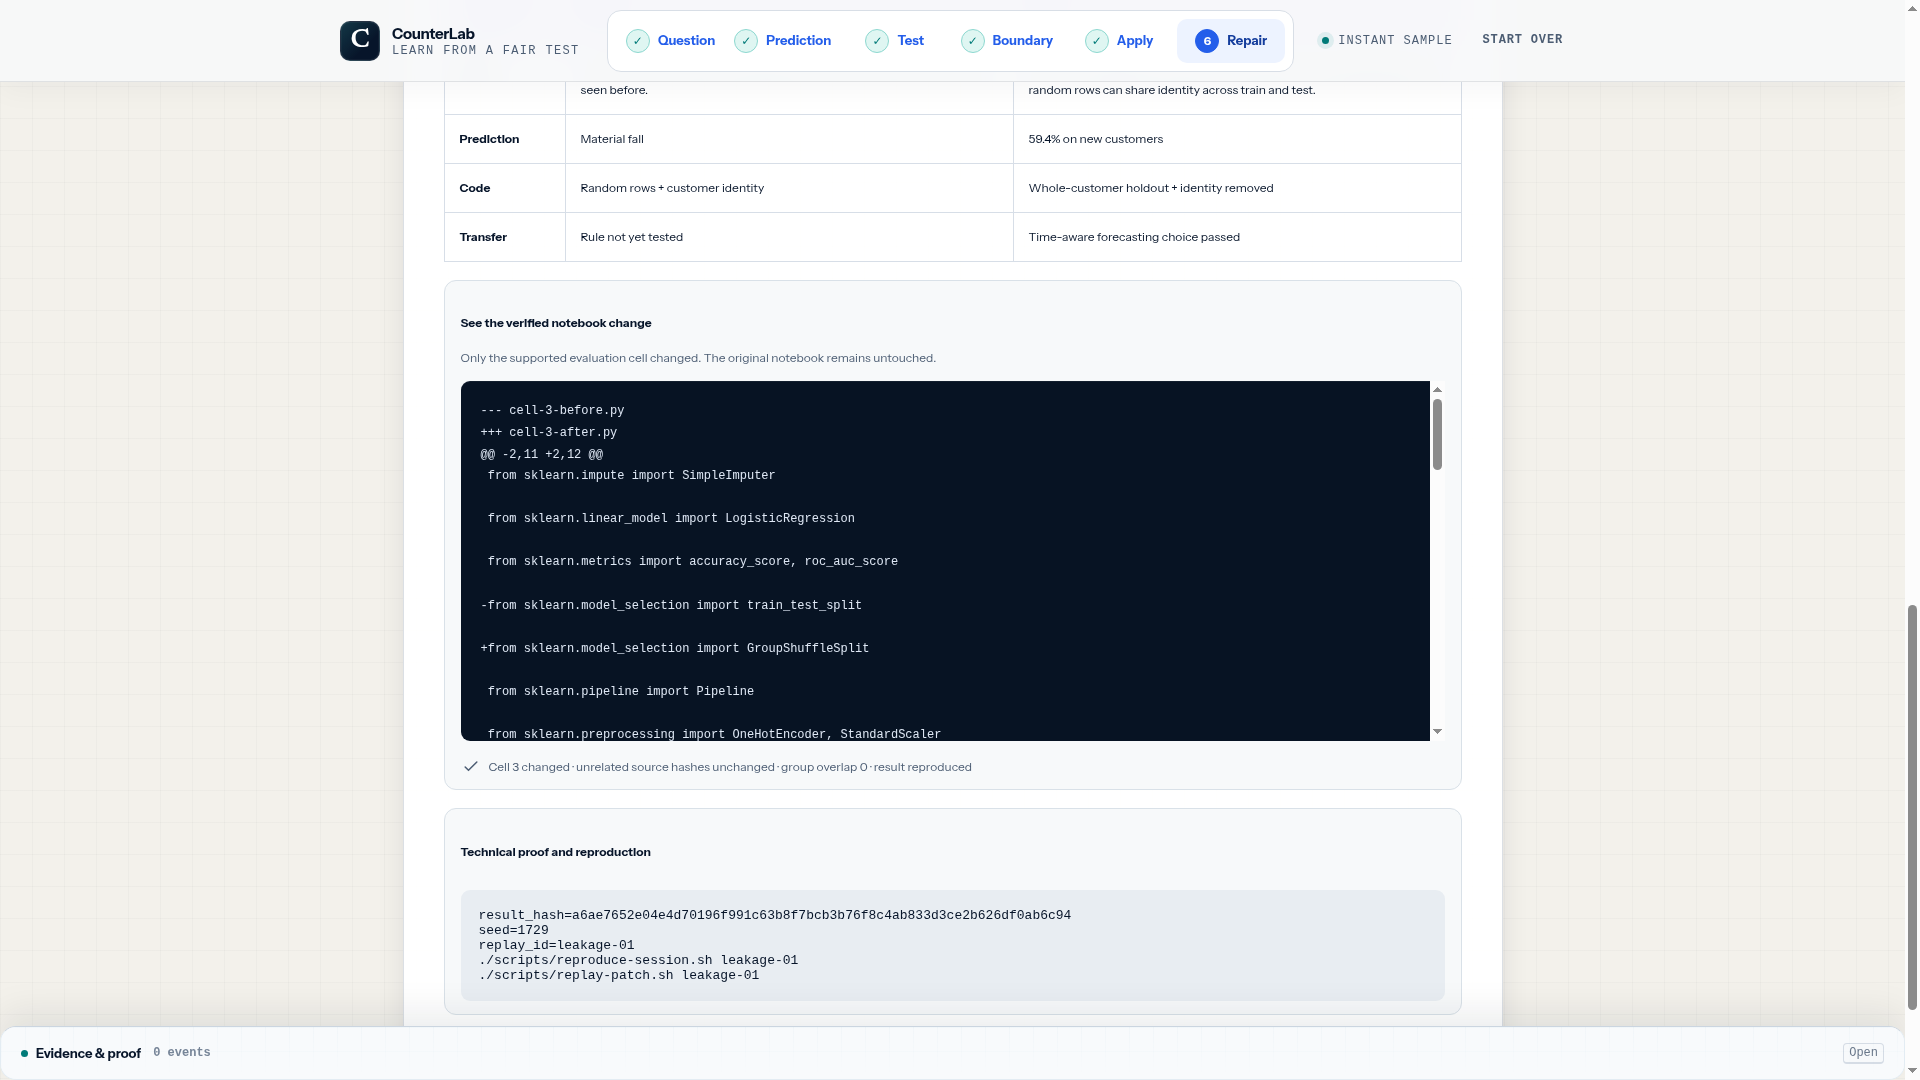 C
CounterLab
LEARN FROM A FAIR TEST
✓ Question ✓ Prediction ✓ Test ✓ Boundary ✓ Apply 6 Repair
INSTANT SAMPLE
START OVER
seen before.
random rows can share identity across train and test.
Prediction
Material fall
59.4% on new customers
Code
Random rows + customer identity
Whole-customer holdout + identity removed
Transfer
Rule not yet tested
Time-aware forecasting choice passed
See the verified notebook change
Only the supported evaluation cell changed. The original notebook remains untouched.
--- cell-3-before.py
+++ cell-3-after.py
@@ -2,11 +2,12 @@
from sklearn.impute import SimpleImputer
from sklearn.linear_model import LogisticRegression
from sklearn.metrics import accuracy_score, roc_auc_score
-from sklearn.model_selection import train_test_split
+from sklearn.model_selection import GroupShuffleSplit
from sklearn.pipeline import Pipeline
from sklearn.preprocessing import OneHotEncoder, StandardScaler
Cell 3 changed · unrelated source hashes unchanged · group overlap 0 · result reproduced
Technical proof and reproduction
result_hash=a6ae7652e04e4d70196f991c63b8f7bcb3b76f8c4ab833d3ce2b626df0ab6c94
seed=1729
replay_id=leakage-01
./scripts/reproduce-session.sh leakage-01
./scripts/replay-patch.sh leakage-01
Evidence & proof 0 events
Open